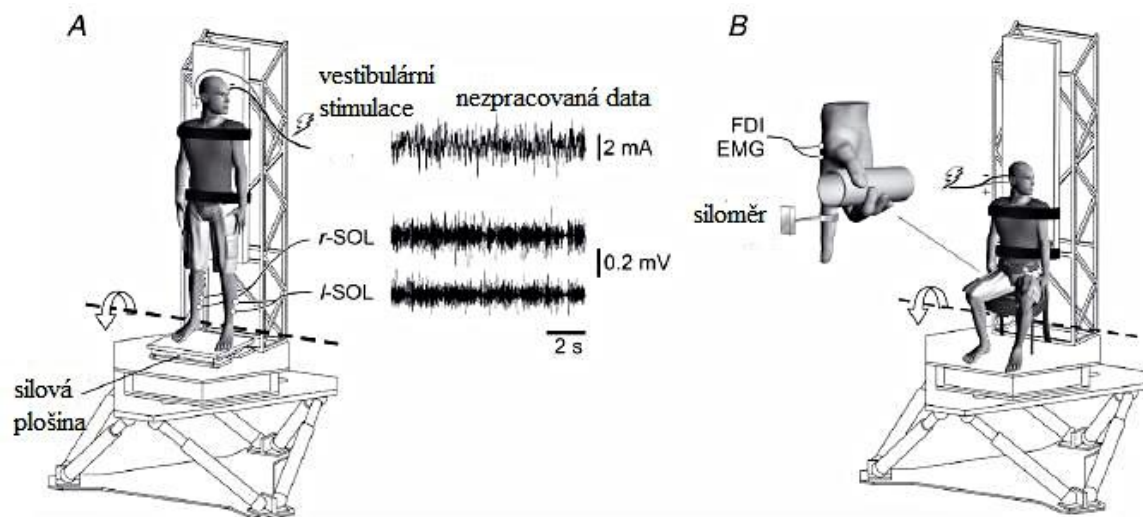 A
vestibulární
stimulace
nezpracovaná data
2 mA
r-SOL
0.2 mV
l-SOL
2 s
silová
plošina
B
FDI
EMG
siloměr